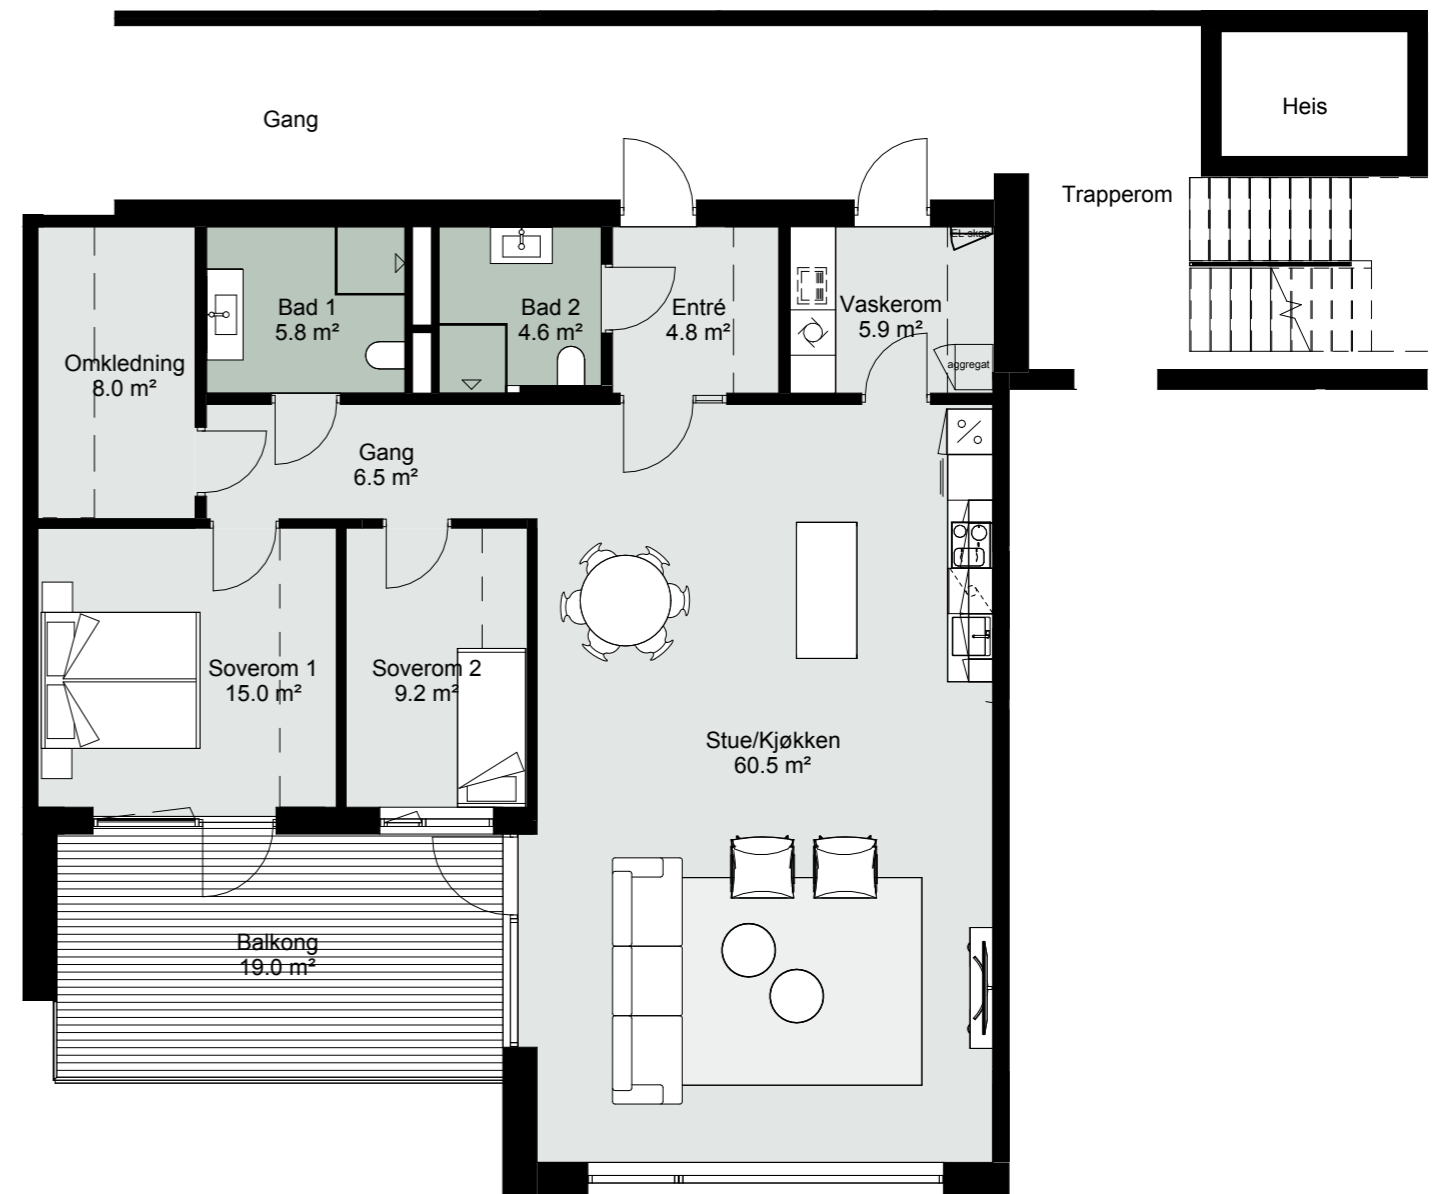 Gang
Heis
Trapperom
EL-skap
Bad 1
5.8 m²
Bad 2
4.6 m²
Entré
4.8 m²
Vaskerom
5.9 m²
Omkledning
8.0 m²
aggregat
Gang
6.5 m²
Soverom 1
15.0 m²
Soverom 2
9.2 m²
Stue/Kjøkken
60.5 m²
Balkong
19.0 m²